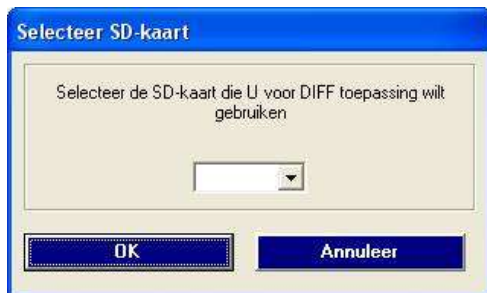 Selecteer SD-kaart
Selecteer de SD-kaart die U voor DIFF toepassing wilt
gebruiken
OK
Annuleer